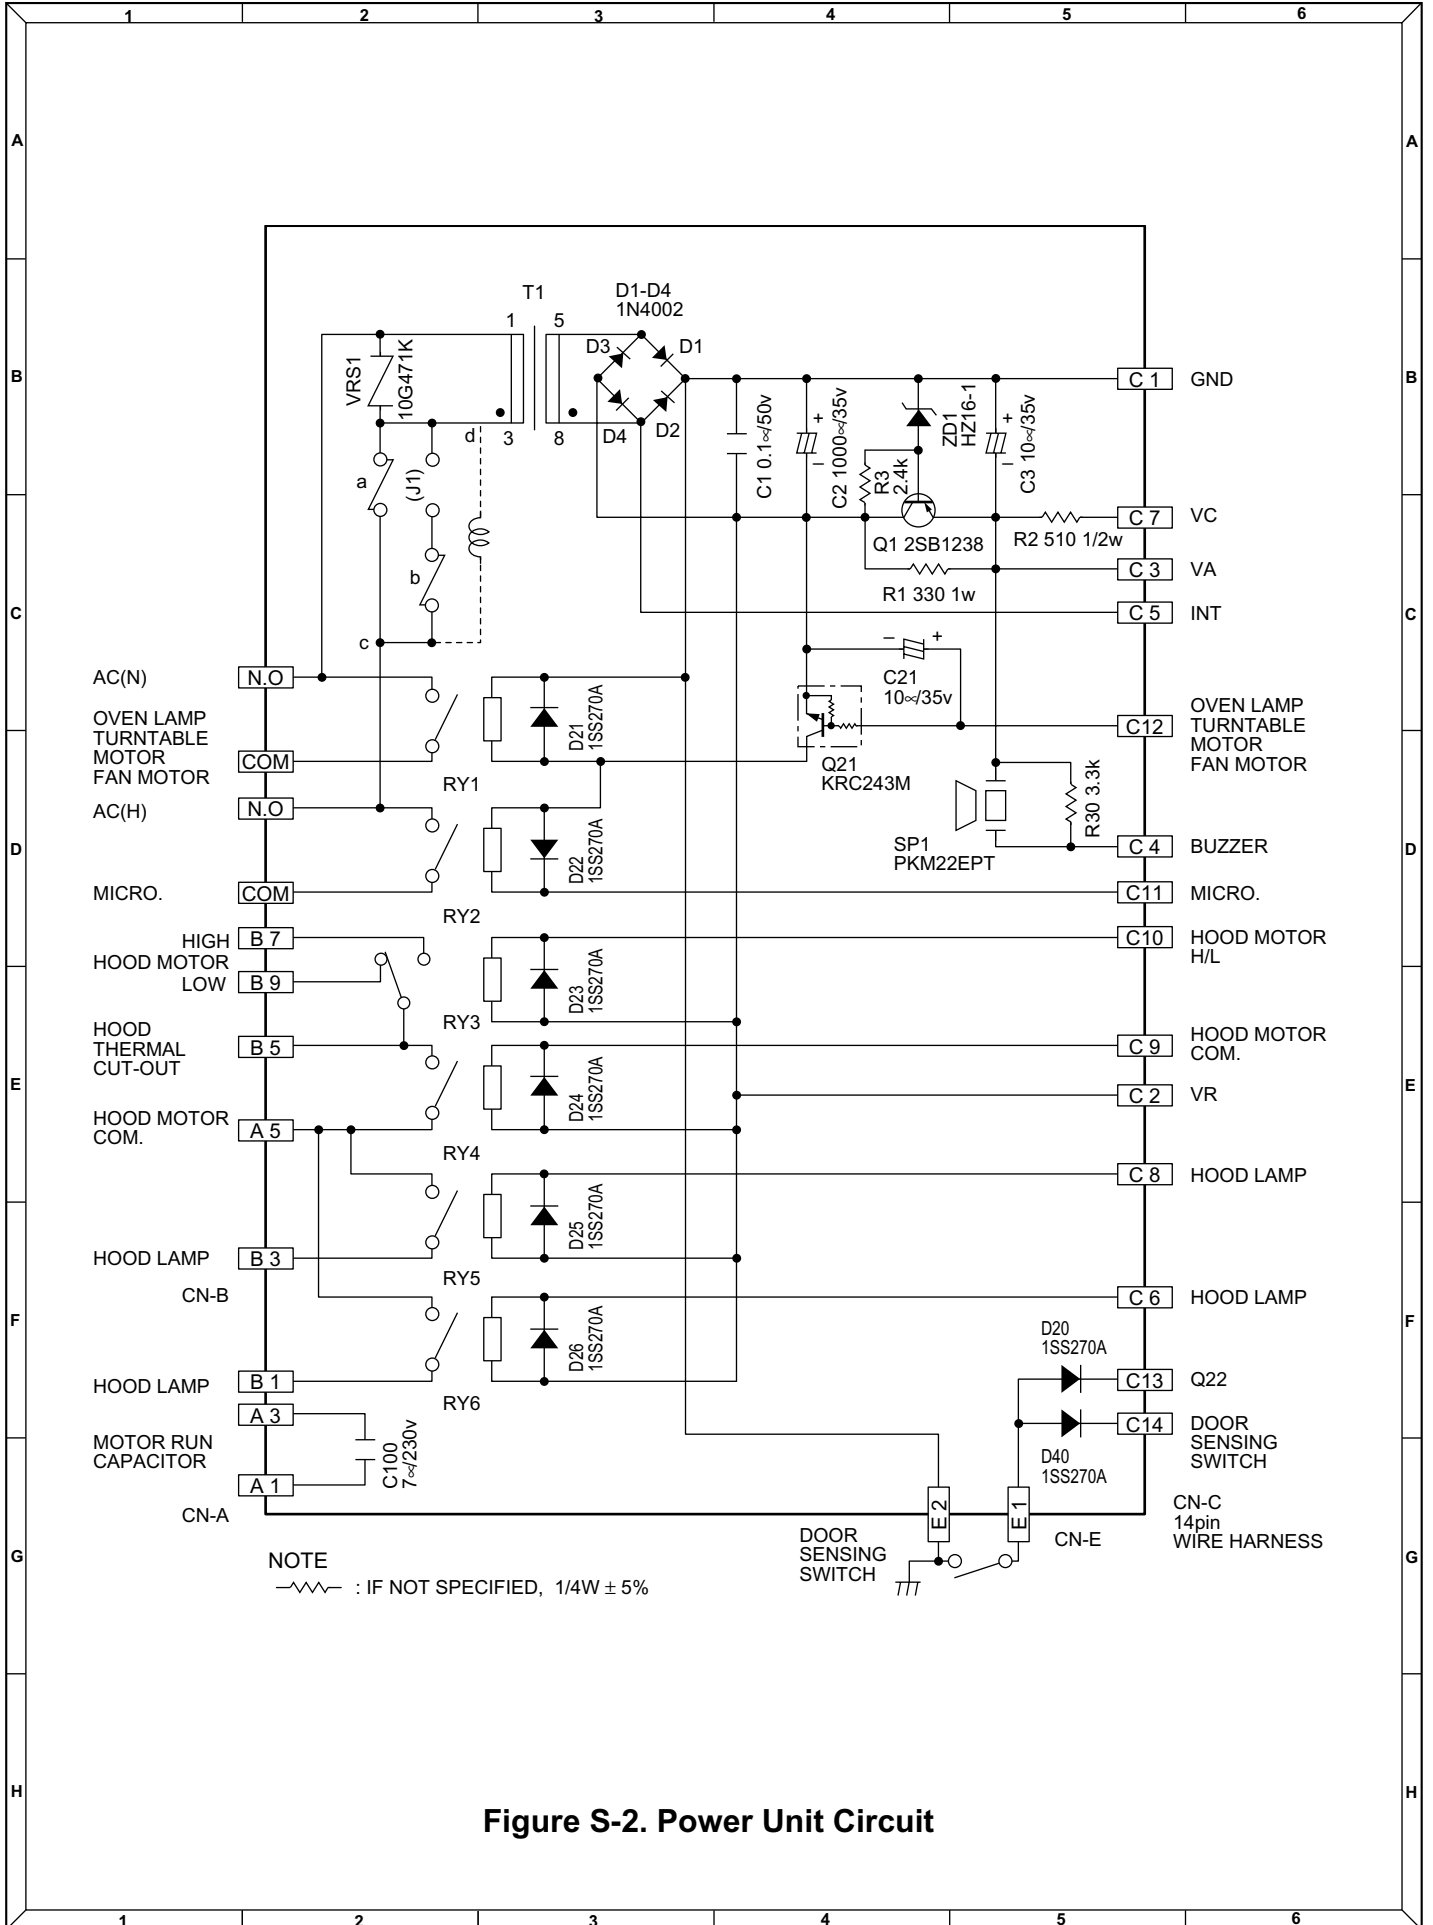 1 2 3 4 5 6
A A
B B
C C
D D
E E
F F
G G
H H
T1
D1-D4
1N4002
1 5
3 8
d
D3 D1
D4 D2
VRS1
10G471K
a
(J1)
b
c
C1 0.1∝/50v
+
–
C2 1000∝/35v
R3
2.4k
ZD1
HZ16-1
+
–
C3 10∝/35v
Q1 2SB1238
R2 510 1/2w
R1 330 1w
C 1 GND
C 7 VC
C 3 VA
C 5 INT
– +
C21
10∝/35v
AC(N) N.O
OVEN LAMP
TURNTABLE
MOTOR
FAN MOTOR
COM
RY1
D21
1SS270A
Q21
KRC243M
C12
OVEN LAMP
TURNTABLE
MOTOR
FAN MOTOR
AC(H) N.O
D22
1SS270A
SP1
PKM22EPT
R30 3.3k
C 4 BUZZER
MICRO. COM
RY2
C11 MICRO.
HIGH B 7
HOOD MOTOR
LOW B 9
D23
1SS270A
RY3
C10 HOOD MOTOR
H/L
HOOD
THERMAL
CUT-OUT
B 5
D24
1SS270A
C 9 HOOD MOTOR
COM.
C 2 VR
HOOD MOTOR
COM.
A 5
RY4
D25
1SS270A
C 8 HOOD LAMP
HOOD LAMP B 3
CN-B
RY5
D26
1SS270A
C 6 HOOD LAMP
D20
1SS270A
HOOD LAMP B 1
RY6
C13 Q22
A 3
MOTOR RUN
CAPACITOR
A 1
CN-A
C100
7∝/230v
C14 DOOR
SENSING
SWITCH
D40
1SS270A
E 2
E 1
CN-E
CN-C
14pin
WIRE HARNESS
DOOR
SENSING
SWITCH
NOTE
: IF NOT SPECIFIED, 1/4W ± 5%
Figure S-2. Power Unit Circuit
1 2 3 4 5 6